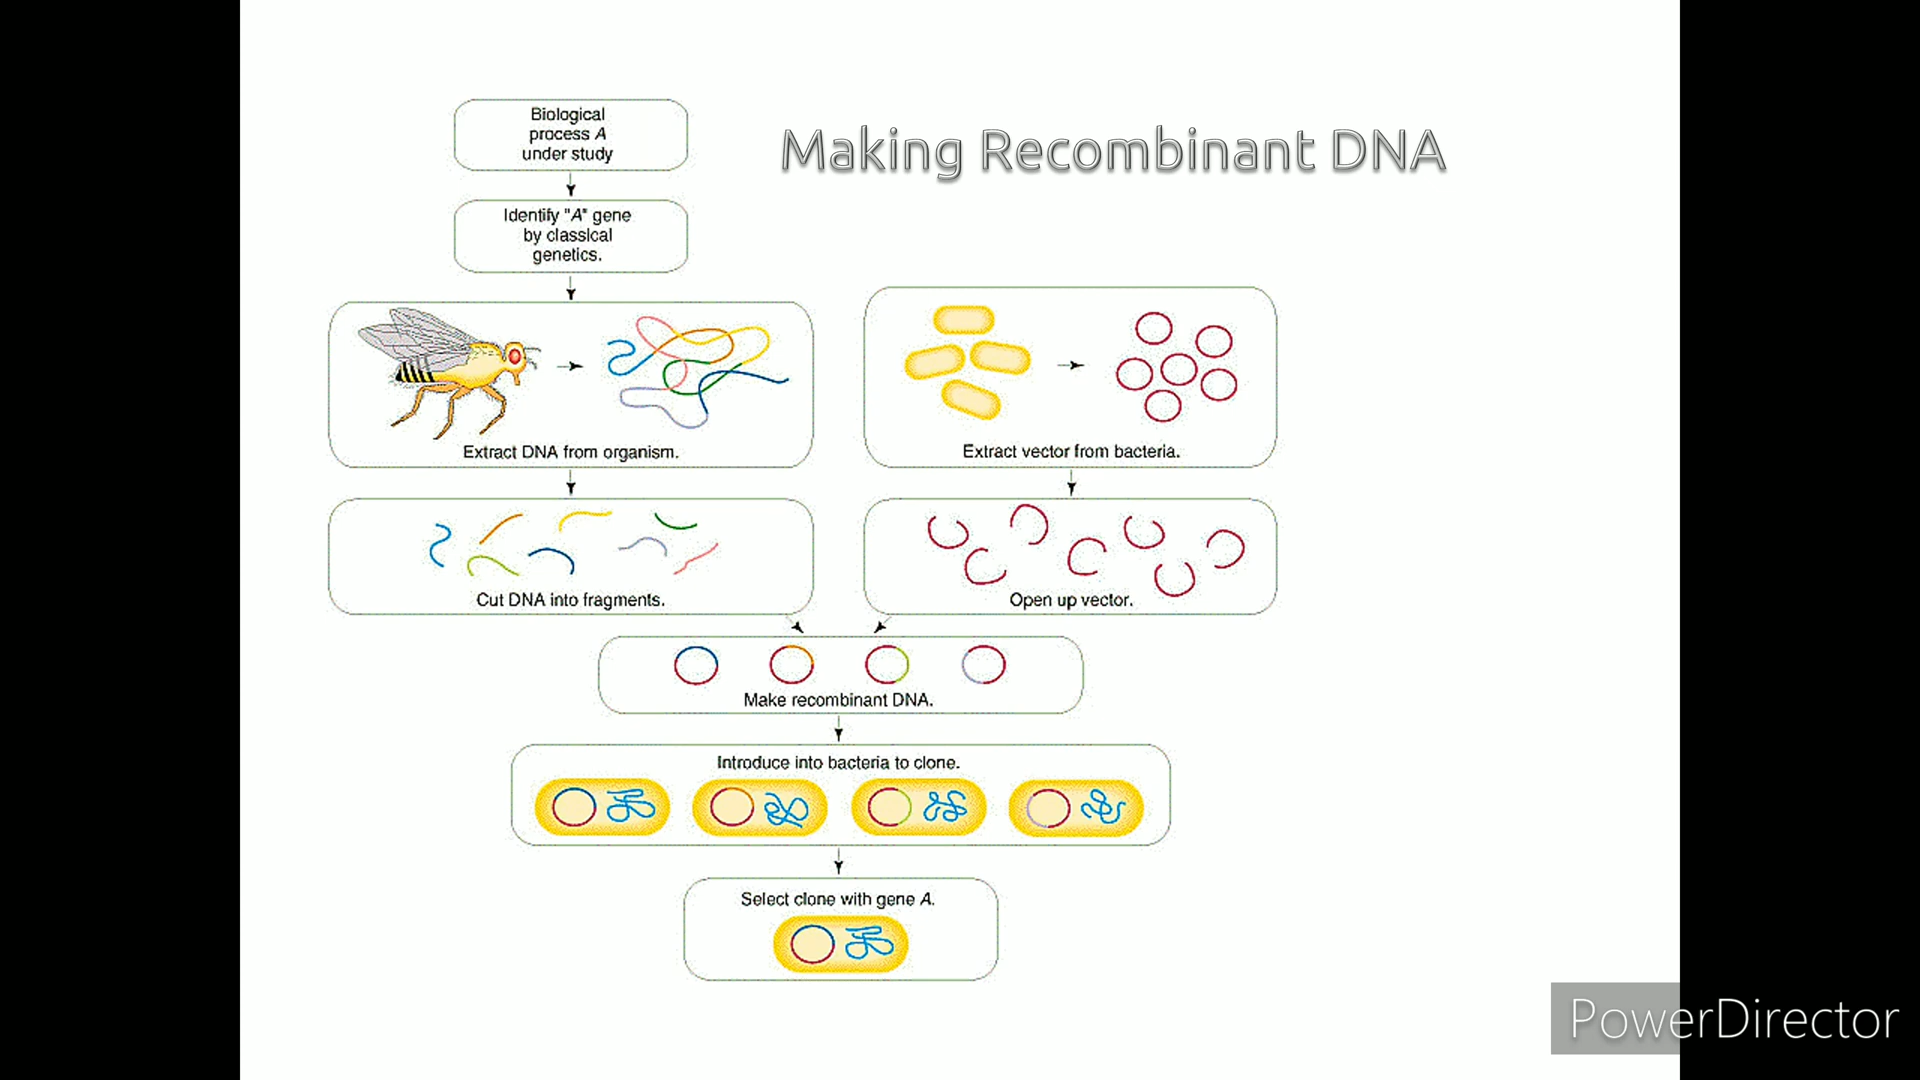 Making Recombinant DNA
Biological
process A
under study
Identify "A" gene
by classical
genetics.
Extract DNA from organism.
Extract vector from bacteria.
Cut DNA into fragments.
Open up vector.
Make recombinant DNA.
Introduce into bacteria to clone.
Select clone with gene A.
PowerDirector